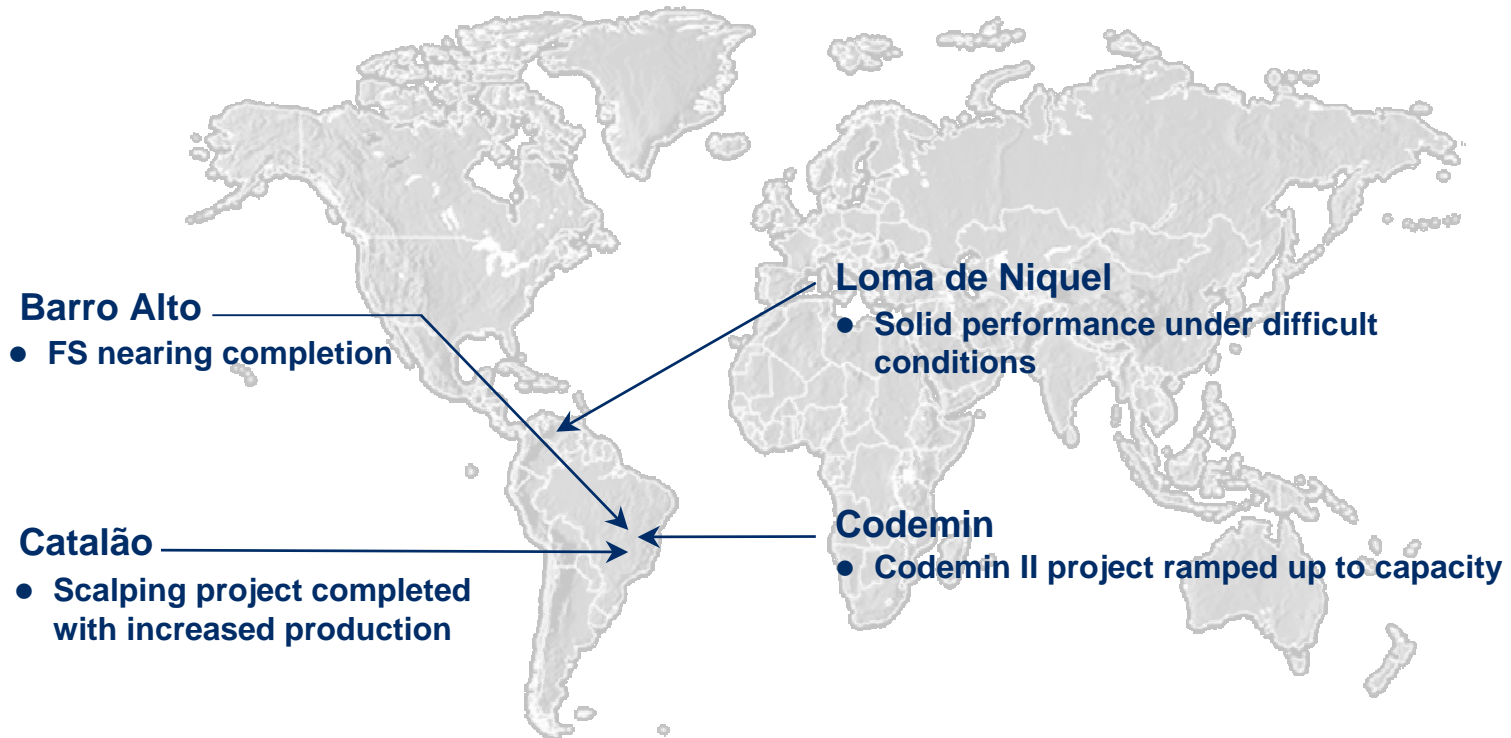 Barro Alto
• FS nearing completion
Loma de Niquel
• Solid performance under difficult
conditions
Catalão
• Scalping project completed
with increased production
Codemin
• Codemin II project ramped up to capacity